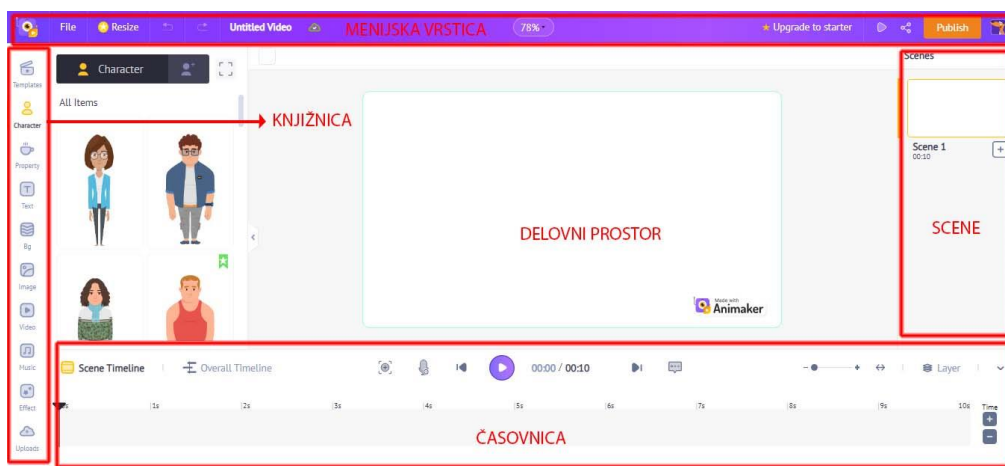 File Resize Untitled Video MENIJSKA VRSTICA 78% Upgrade to starter Publish
Templates
Character
Property
Text
Bg
Image
Video
Music
Effect
Uploads
Character
All Items
KNJIŽNICA
DELOVNI PROSTOR
Made with
Animaker
Scenes
Scene 1
00:10
SCENE
Scene Timeline Overall Timeline 00:00 / 00:10 Layer
1s 2s 3s 4s 5s 6s 7s 8s 9s 10s Time
ČASOVNICA